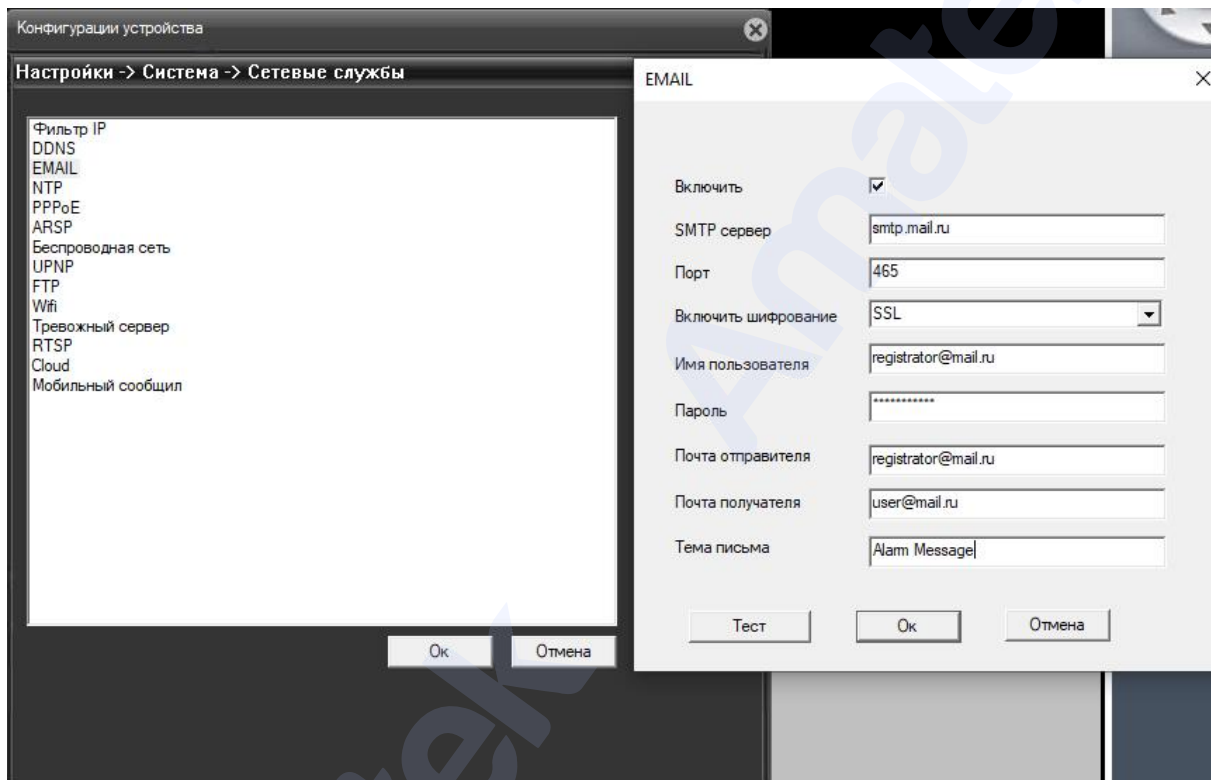 Конфигурации устройства
Настройки -> Система -> Сетевые службы
Фильтр IP
DDNS
EMAIL
NTP
PPPoE
ARSP
Беспроводная сеть
UPNP
FTP
Wifi
Тревожный сервер
RTSP
Cloud
Мобильный сообщил
Ок
Отмена
EMAIL
Включить
SMTP сервер
smtp.mail.ru
Порт
465
Включить шифрование
SSL
Имя пользователя
registrator@mail.ru
Пароль
***********
Почта отправителя
registrator@mail.ru
Почта получателя
user@mail.ru
Тема письма
Alarm Message
Тест
Ок
Отмена